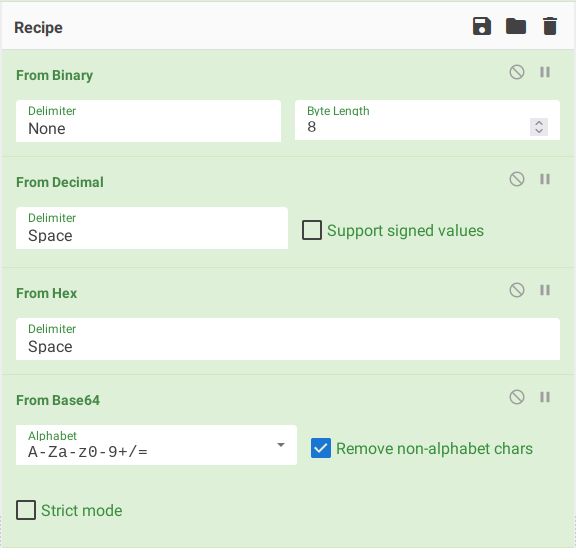 Recipe
From Binary
Delimiter
None
Byte Length
8
From Decimal
Delimiter
Space
Support signed values
From Hex
Delimiter
Space
From Base64
Alphabet
A-Za-z0-9+/=
Remove non-alphabet chars
Strict mode